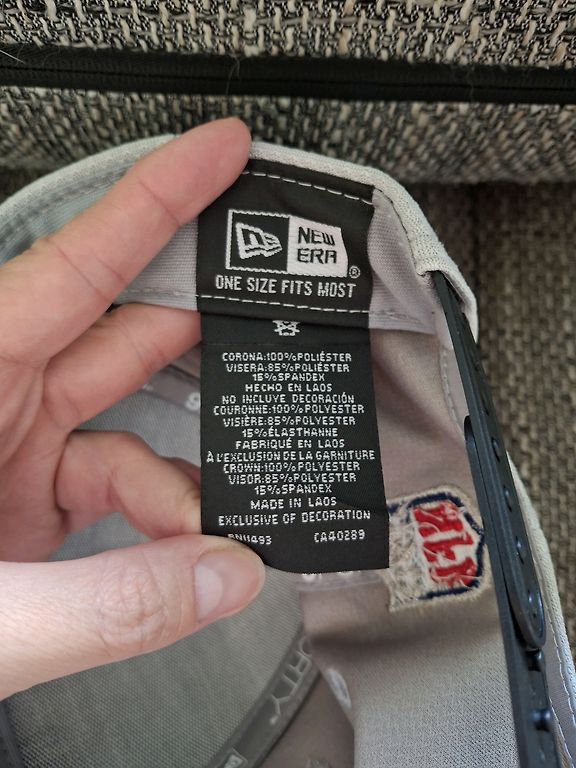 NEW
ERA
®
ONE SIZE FITS MOST
CORONA:100%POLIÉSTER
VISERA:85%POLIÉSTER
15%SPANDEX
HECHO EN LAOS
NO INCLUYE DECORACIÓN
COURONNE:100%POLYESTER
VISIÈRE:85%POLYESTER
15%ÉLASTHANNE
FABRIQUÉ EN LAOS
À L'EXCLUSION DE LA GARNITURE
CROWN:100%POLYESTER
VISOR:85%POLYESTER
15%SPANDEX
MADE IN LAOS
EXCLUSIVE OF DECORATION
RN11493 CA40289